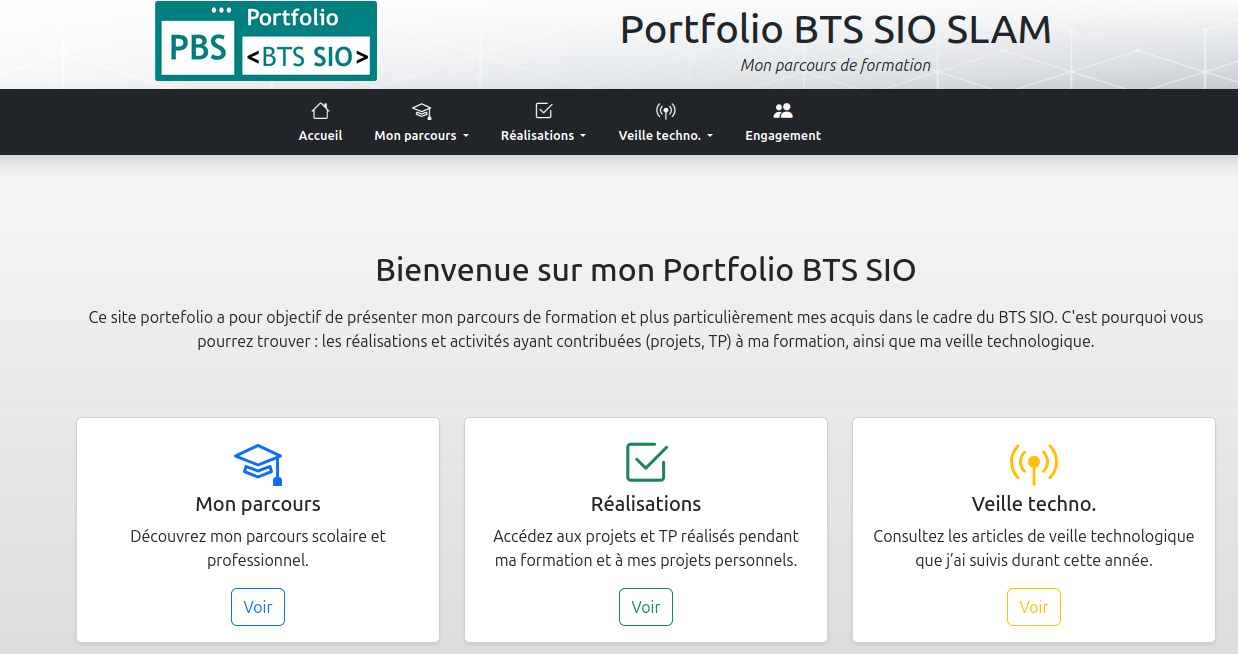 Portfolio
PBS
<BTS SIO>
Portfolio BTS SIO SLAM
Mon parcours de formation
Accueil
Mon parcours
Réalisations
Veille techno.
Engagement
Bienvenue sur mon Portfolio BTS SIO
Ce site portefolio a pour objectif de présenter mon parcours de formation et plus particulièrement mes acquis dans le cadre du BTS SIO. C'est pourquoi vous
pourrez trouver : les réalisations et activités ayant contribuées (projets, TP) à ma formation, ainsi que ma veille technologique.
Mon parcours
Découvrez mon parcours scolaire et
professionnel.
Voir
Réalisations
Accédez aux projets et TP réalisés pendant
ma formation et à mes projets personnels.
Voir
Veille techno.
Consultez les articles de veille technologique
que j’ai suivis durant cette année.
Voir